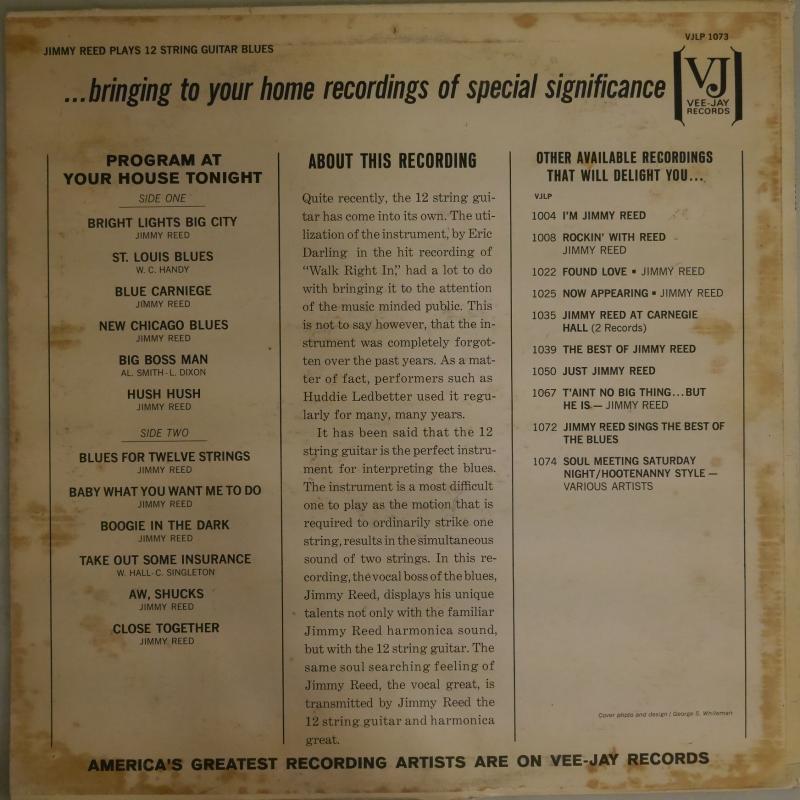 JIMMY REED PLAYS 12 STRING GUITAR BLUES
VJLP 1073
...bringing to your home recordings of special significance
VJ
VEE-JAY
RECORDS
PROGRAM AT
YOUR HOUSE TONIGHT
SIDE ONE
BRIGHT LIGHTS BIG CITY
JIMMY REED
ST. LOUIS BLUES
W. C. HANDY
BLUE CARNIEGE
JIMMY REED
NEW CHICAGO BLUES
JIMMY REED
BIG BOSS MAN
AL. SMITH - L. DIXON
HUSH HUSH
JIMMY REED
SIDE TWO
BLUES FOR TWELVE STRINGS
JIMMY REED
BABY WHAT YOU WANT ME TO DO
JIMMY REED
BOOGIE IN THE DARK
JIMMY REED
TAKE OUT SOME INSURANCE
W. HALL - C. SINGLETON
AW, SHUCKS
JIMMY REED
CLOSE TOGETHER
JIMMY REED
ABOUT THIS RECORDING
Quite recently, the 12 string gui-
tar has come into its own. The uti-
lization of the instrument, by Eric
Darling in the hit recording of
“Walk Right In,” had a lot to do
with bringing it to the attention
of the music minded public. This
is not to say however, that the in-
strument was completely forgot-
ten over the past years. As a mat-
ter of fact, performers such as
Huddie Ledbetter used it regu-
larly for many, many years.
It has been said that the 12
string guitar is the perfect instru-
ment for interpreting the blues.
The instrument is a most difficult
one to play as the motion that is
required to ordinarily strike one
string, results in the simultaneous
sound of two strings. In this re-
cording, the vocal boss of the blues,
Jimmy Reed, displays his unique
talents not only with the familiar
Jimmy Reed harmonica sound,
but with the 12 string guitar. The
same soul searching feeling of
Jimmy Reed, the vocal great, is
transmitted by Jimmy Reed the
12 string guitar and harmonica
great.
OTHER AVAILABLE RECORDINGS
THAT WILL DELIGHT YOU...
VJLP
1004 I'M JIMMY REED
1008 ROCKIN' WITH REED
JIMMY REED
1022 FOUND LOVE ▪ JIMMY REED
1025 NOW APPEARING ▪ JIMMY REED
1035 JIMMY REED AT CARNEGIE
HALL (2 Records)
1039 THE BEST OF JIMMY REED
1050 JUST JIMMY REED
1067 T'AINT NO BIG THING...BUT
HE IS — JIMMY REED
1072 JIMMY REED SINGS THE BEST OF
THE BLUES
1074 SOUL MEETING SATURDAY
NIGHT/HOOTENANNY STYLE —
VARIOUS ARTISTS
Cover photo and design / George S. Whiteman
AMERICA'S GREATEST RECORDING ARTISTS ARE ON VEE-JAY RECORDS